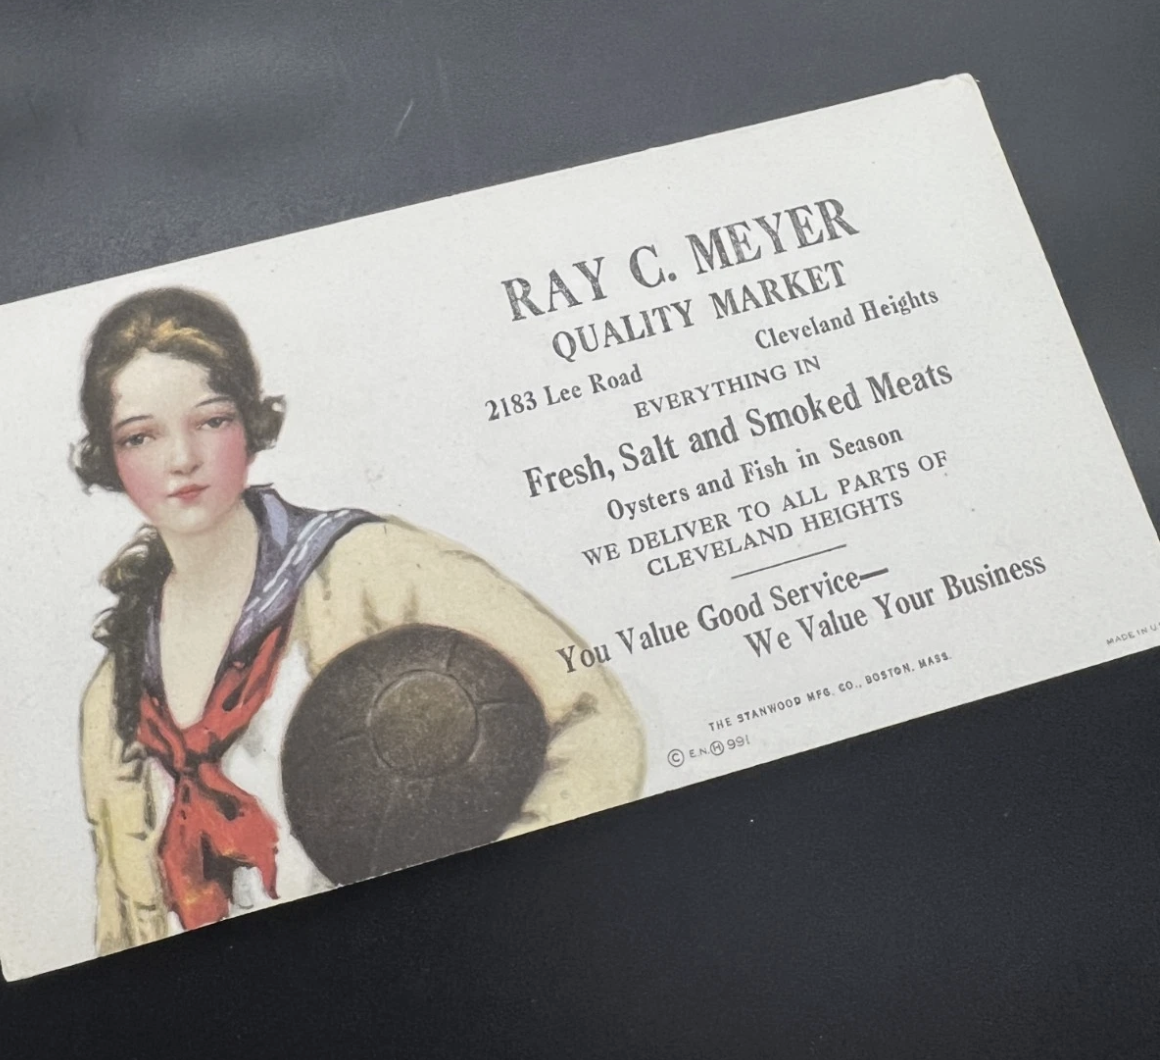 RAY C. MEYER
QUALITY MARKET
2183 Lee Road Cleveland Heights
EVERYTHING IN
Fresh, Salt and Smoked Meats
Oysters and Fish in Season
WE DELIVER TO ALL PARTS OF
CLEVELAND HEIGHTS
You Value Good Service—
We Value Your Business
THE STANWOOD MFG. CO., BOSTON, MASS.
© E.N. Ⓗ 991
MADE IN U